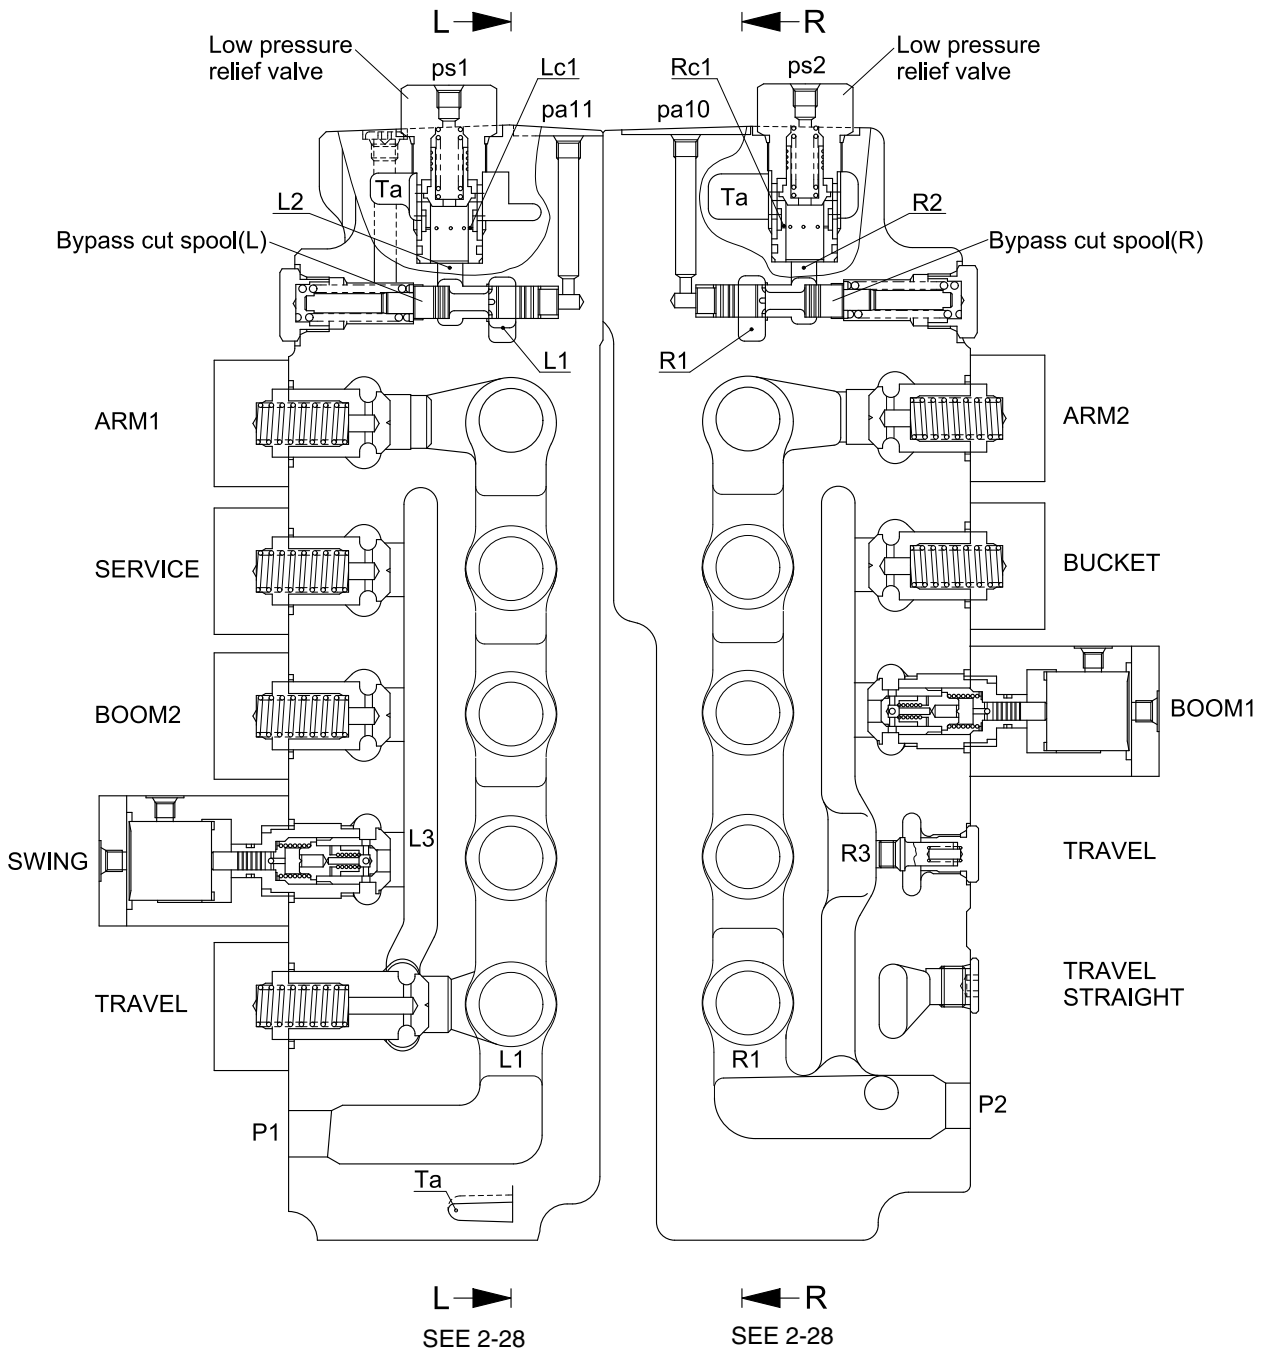 L
R
Low pressure
relief valve
ps1
Lc1
Rc1
ps2
Low pressure
relief valve
pa11
pa10
Ta
Ta
L2
R2
Bypass cut spool(L)
Bypass cut spool(R)
L1
R1
ARM1
ARM2
SERVICE
BUCKET
BOOM2
BOOM1
SWING
L3
R3
TRAVEL
TRAVEL
TRAVEL
STRAIGHT
L1
R1
P1
P2
Ta
L
R
SEE 2-28
SEE 2-28